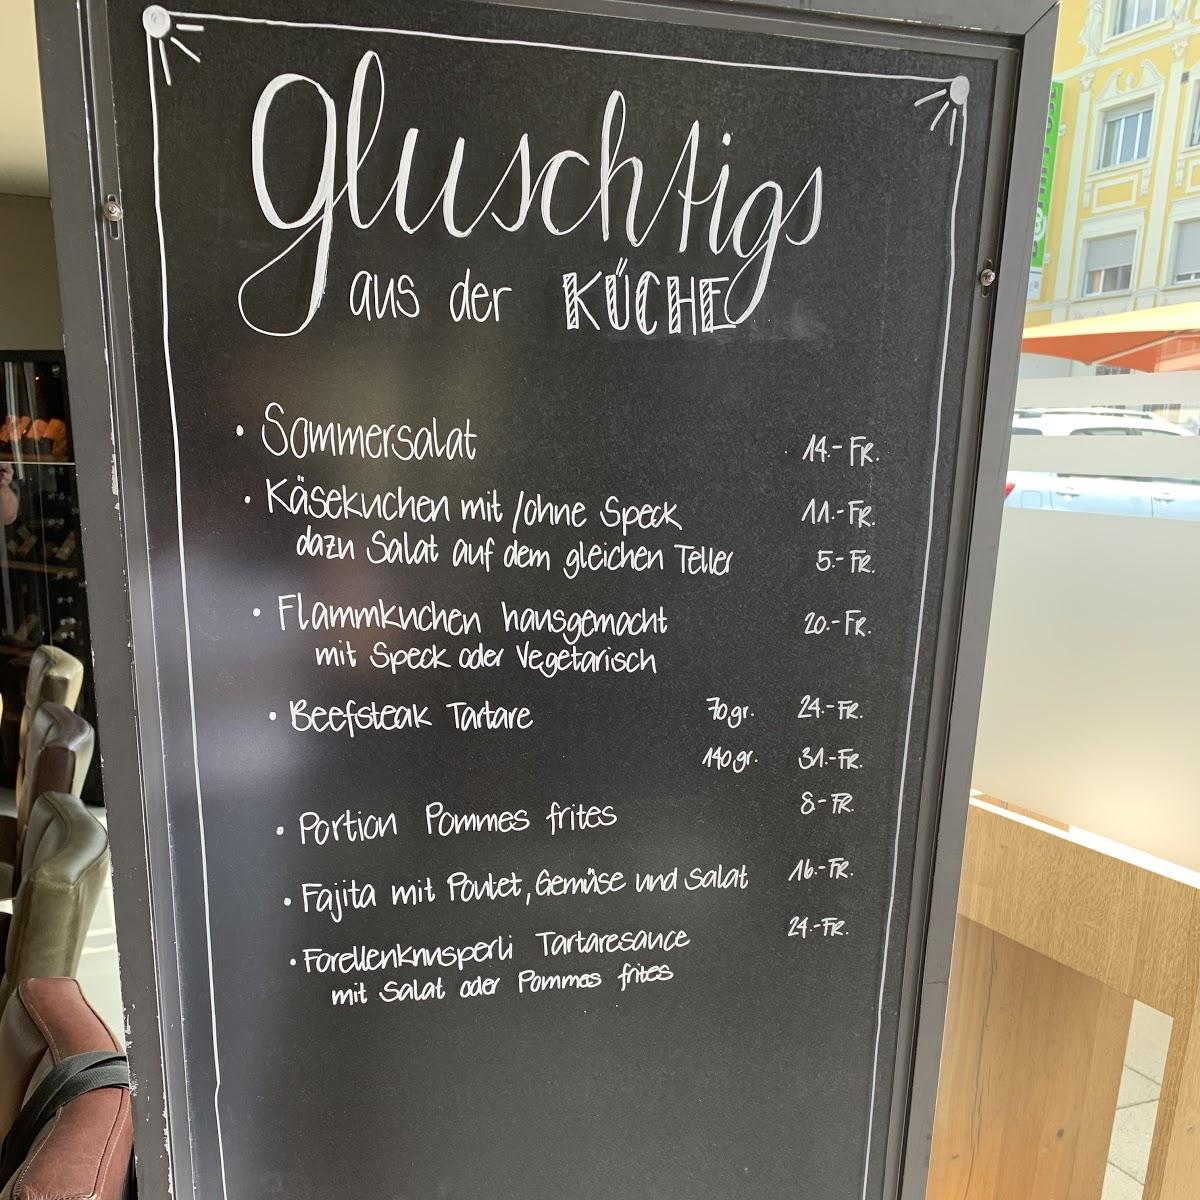 gluschtigs
aus der KÜCHE
• Sommersalat 14.- FR.
• Käsekuchen mit /ohne Speck 11.-FR.
dazu Salat auf dem gleichen Teller 5.- FR.
• Flammkuchen hausgemacht 20.-FR.
mit Speck oder Vegetarisch
• Beefsteak Tartare 70gr. 24.-FR.
140gr. 31.-FR.
• Portion Pommes frites 8-FR.
• Fajita mit Poulet, Gemüse und Salat 16.-FR.
• Forellenknusperli Tartaresauce 24.-FR.
mit Salat oder Pommes frites